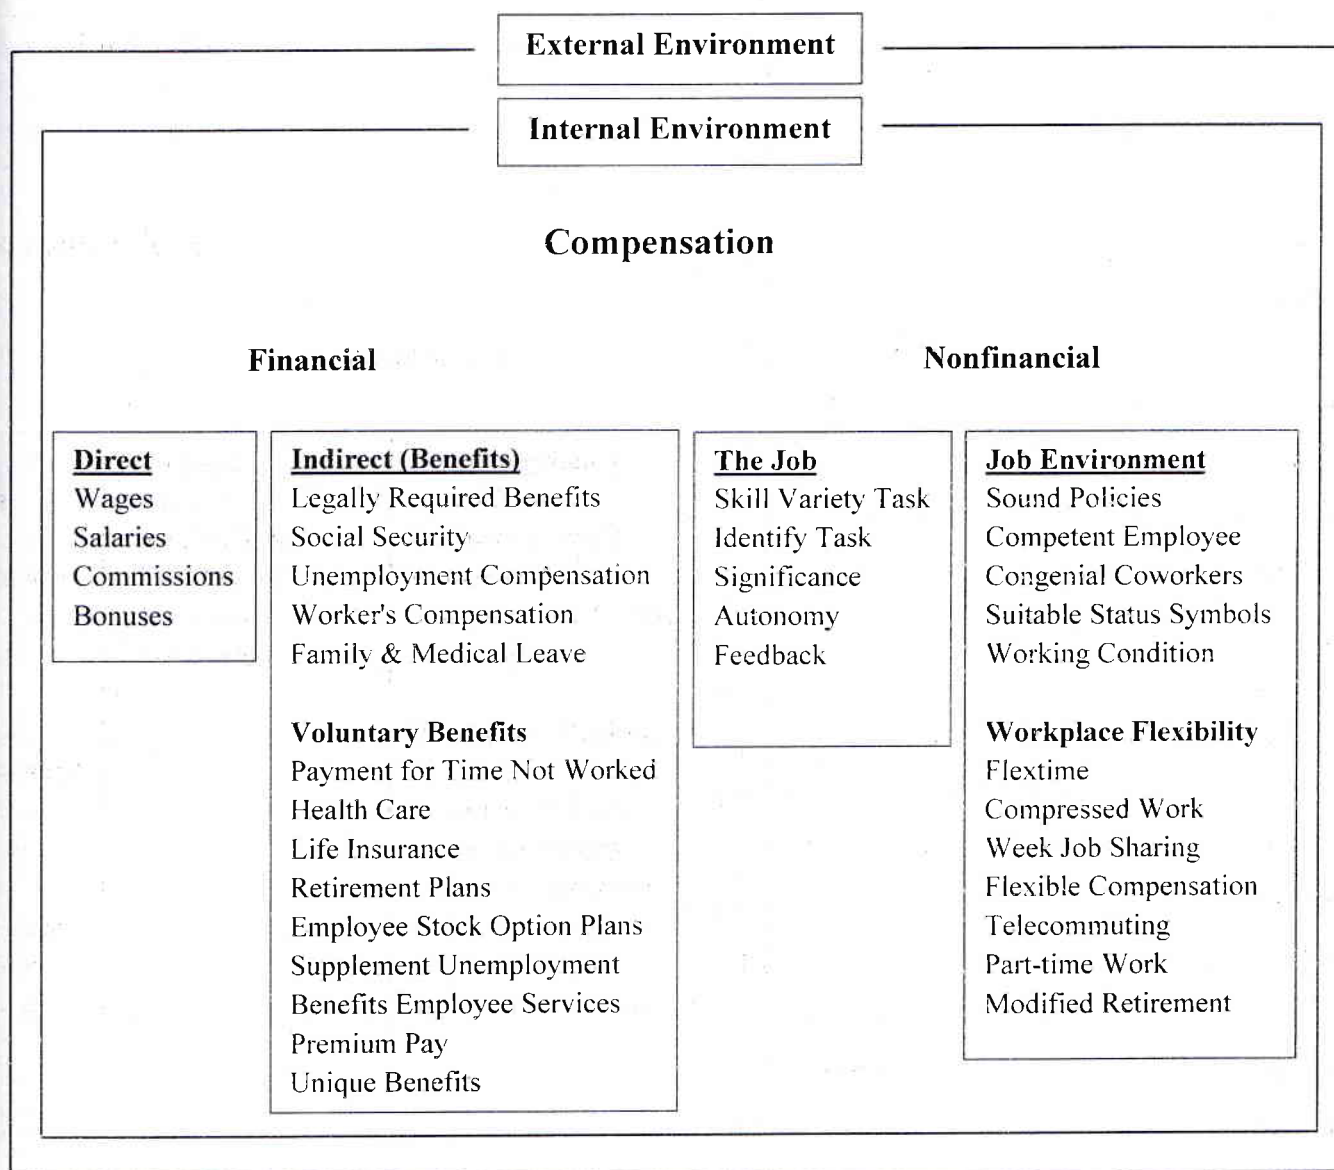 External Environment
Internal Environment
Compensation
Financial
Nonfinancial
Direct
Wages
Salaries
Commissions
Bonuses
Indirect (Benefits)
Legally Required Benefits
Social Security
Unemployment Compensation
Worker's Compensation
Family & Medical Leave
Voluntary Benefits
Payment for Time Not Worked
Health Care
Life Insurance
Retirement Plans
Employee Stock Option Plans
Supplement Unemployment
Benefits Employee Services
Premium Pay
Unique Benefits
The Job
Skill Variety Task
Identify Task
Significance
Autonomy
Feedback
Job Environment
Sound Policies
Competent Employee
Congenial Coworkers
Suitable Status Symbols
Working Condition
Workplace Flexibility
Flextime
Compressed Work
Week Job Sharing
Flexible Compensation
Telecommuting
Part-time Work
Modified Retirement